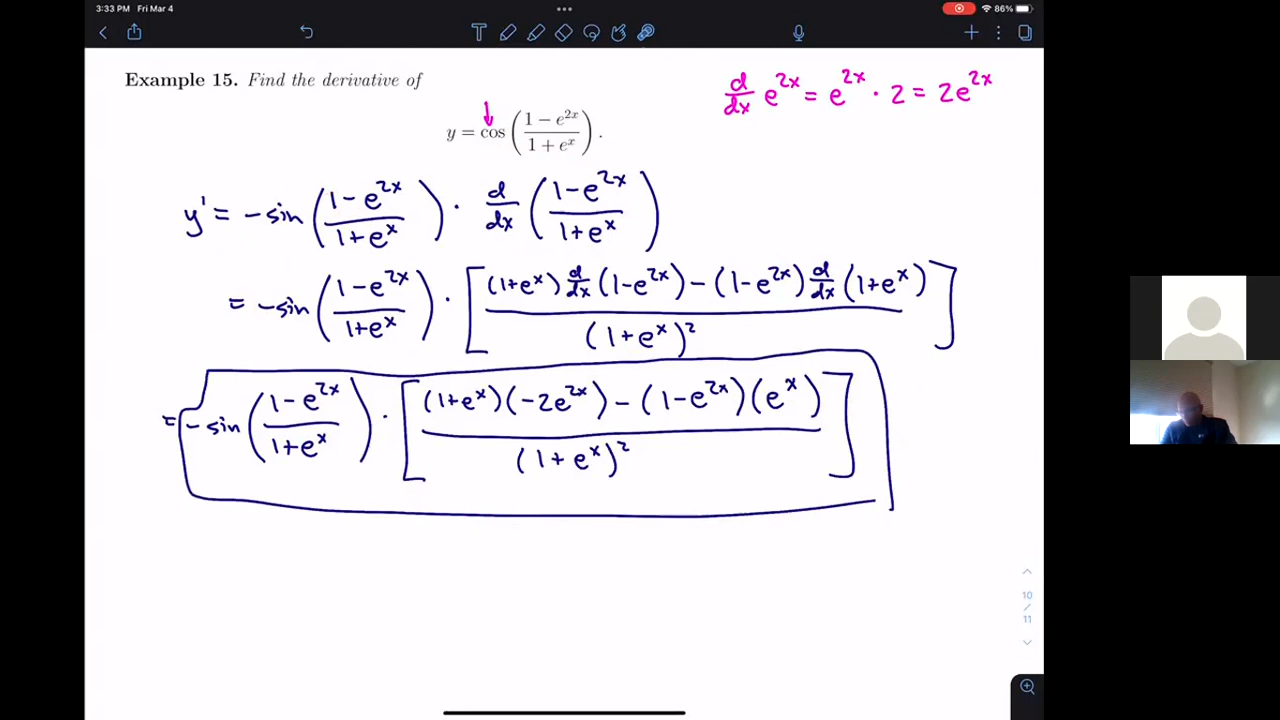 3:33 PM Fri Mar 4
86%
Example 15. Find the derivative of
d/dx e^{2x} = e^{2x} · 2 = 2e^{2x}
y = cos ( (1 − e^{2x}) / (1 + e^x) ).
y' = −sin ( (1−e^{2x}) / (1+e^x) ) · d/dx ( (1−e^{2x}) / (1+e^x) )
= −sin ( (1−e^{2x}) / (1+e^x) ) · [ ( (1+e^x) d/dx (1−e^{2x}) − (1−e^{2x}) d/dx (1+e^x) ) / (1+e^x)^2 ]
= −sin ( (1−e^{2x}) / (1+e^x) ) · [ ( (1+e^x)(−2e^{2x}) − (1−e^{2x})(e^x) ) / (1+e^x)^2 ]
10
/
11